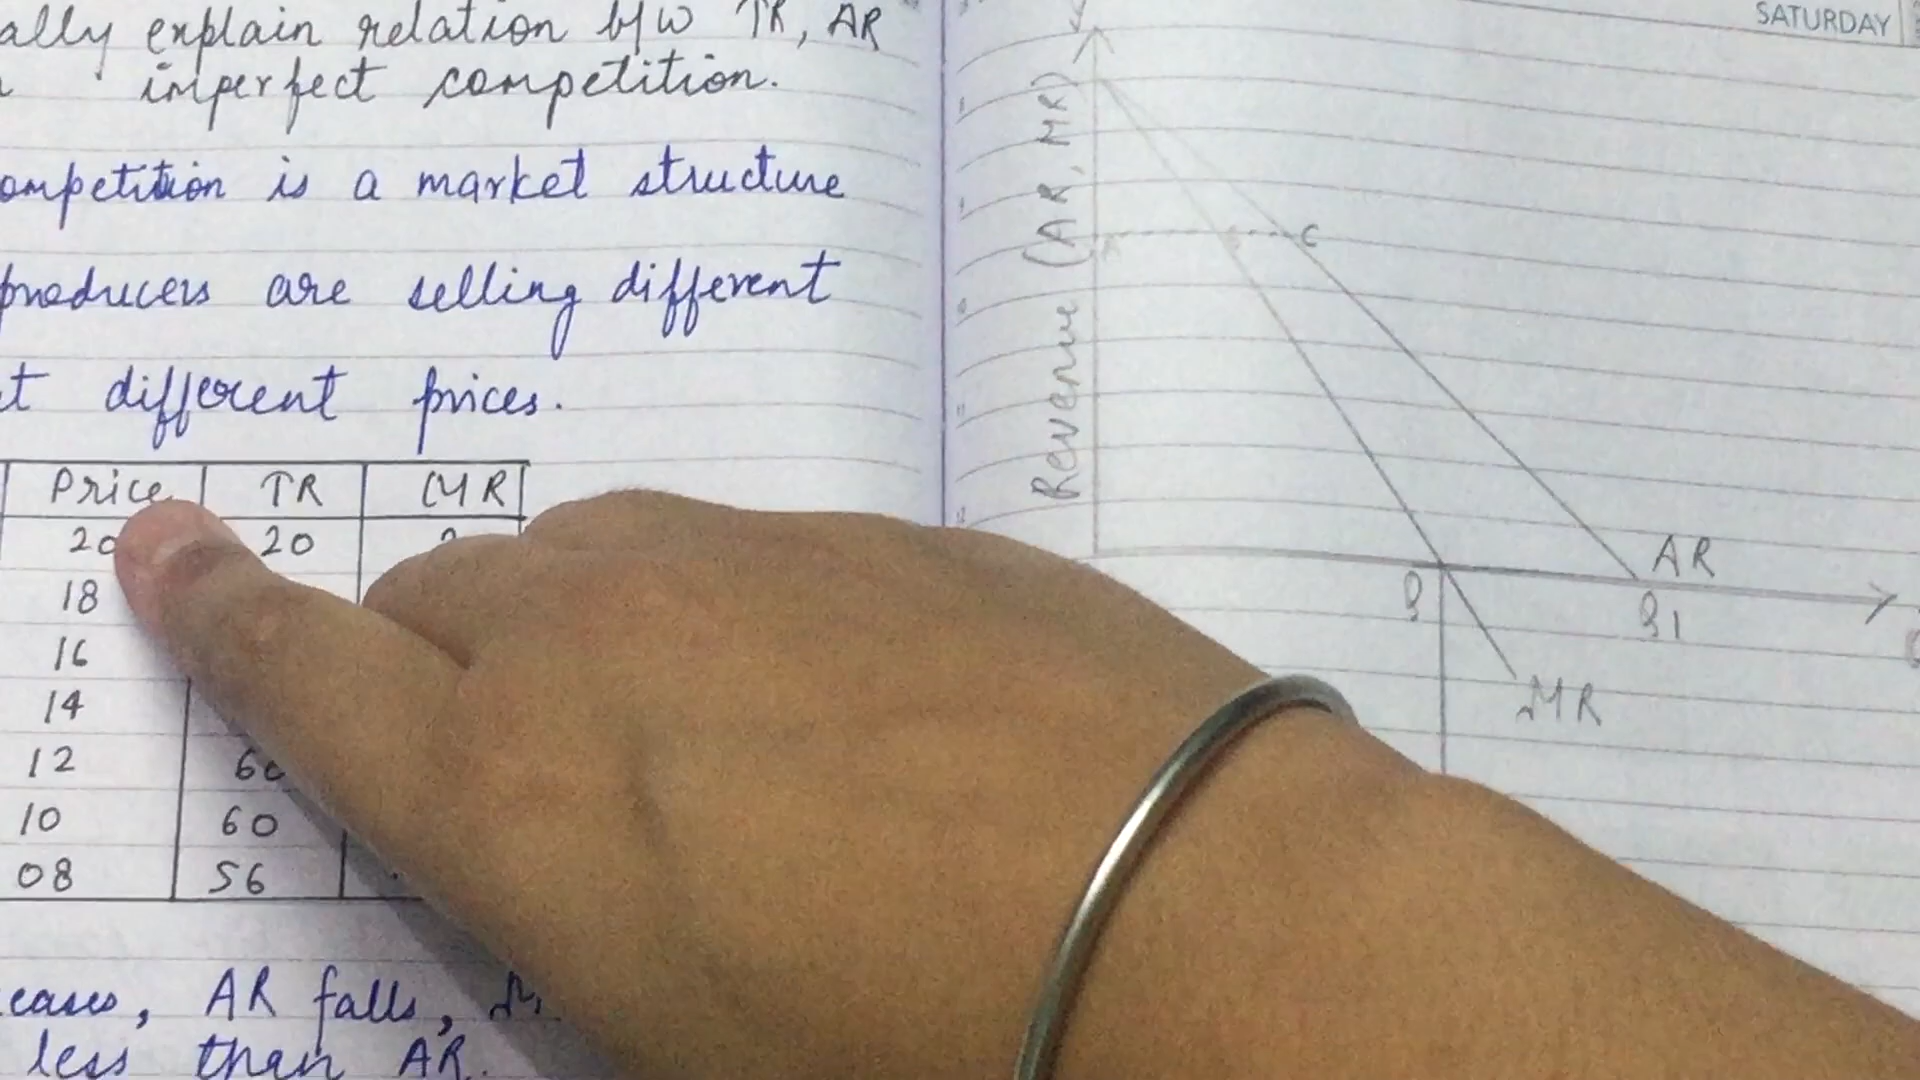 ally explain relation b/w TR, AR
imperfect competition.
ompetition is a market structure
producers are selling different
t different prices.
Price TR MR
20 20
18
16
14
12
10 60
08 56
eases, AR falls,
less than AR.
SATURDAY
Revenue (AR, MR)
C
AR
Q Q1
MR